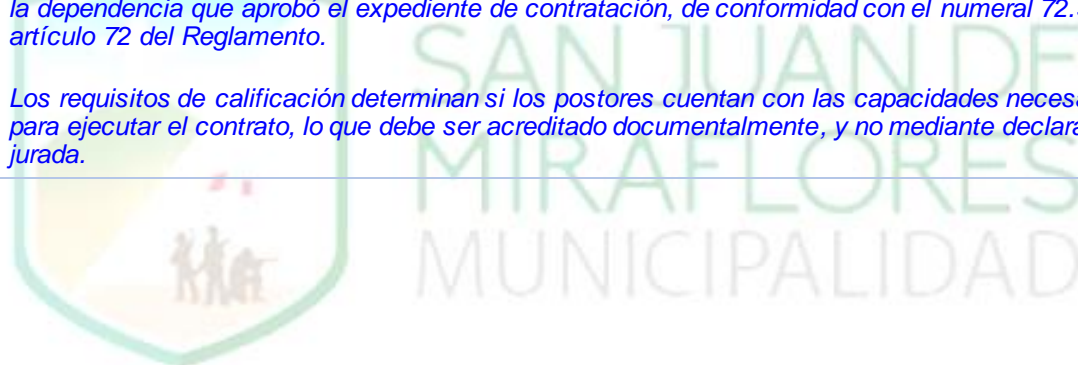 la dependencia que aprobó el expediente de contratación, de conformidad con el numeral 72.
artículo 72 del Reglamento.
Los requisitos de calificación determinan si los postores cuentan con las capacidades
para ejecutar el contrato, lo que debe ser acreditado documentalmente, y no mediante
jurada.
SAN JUAN DE
MIRAFLORES
MUNICIPALIDAD